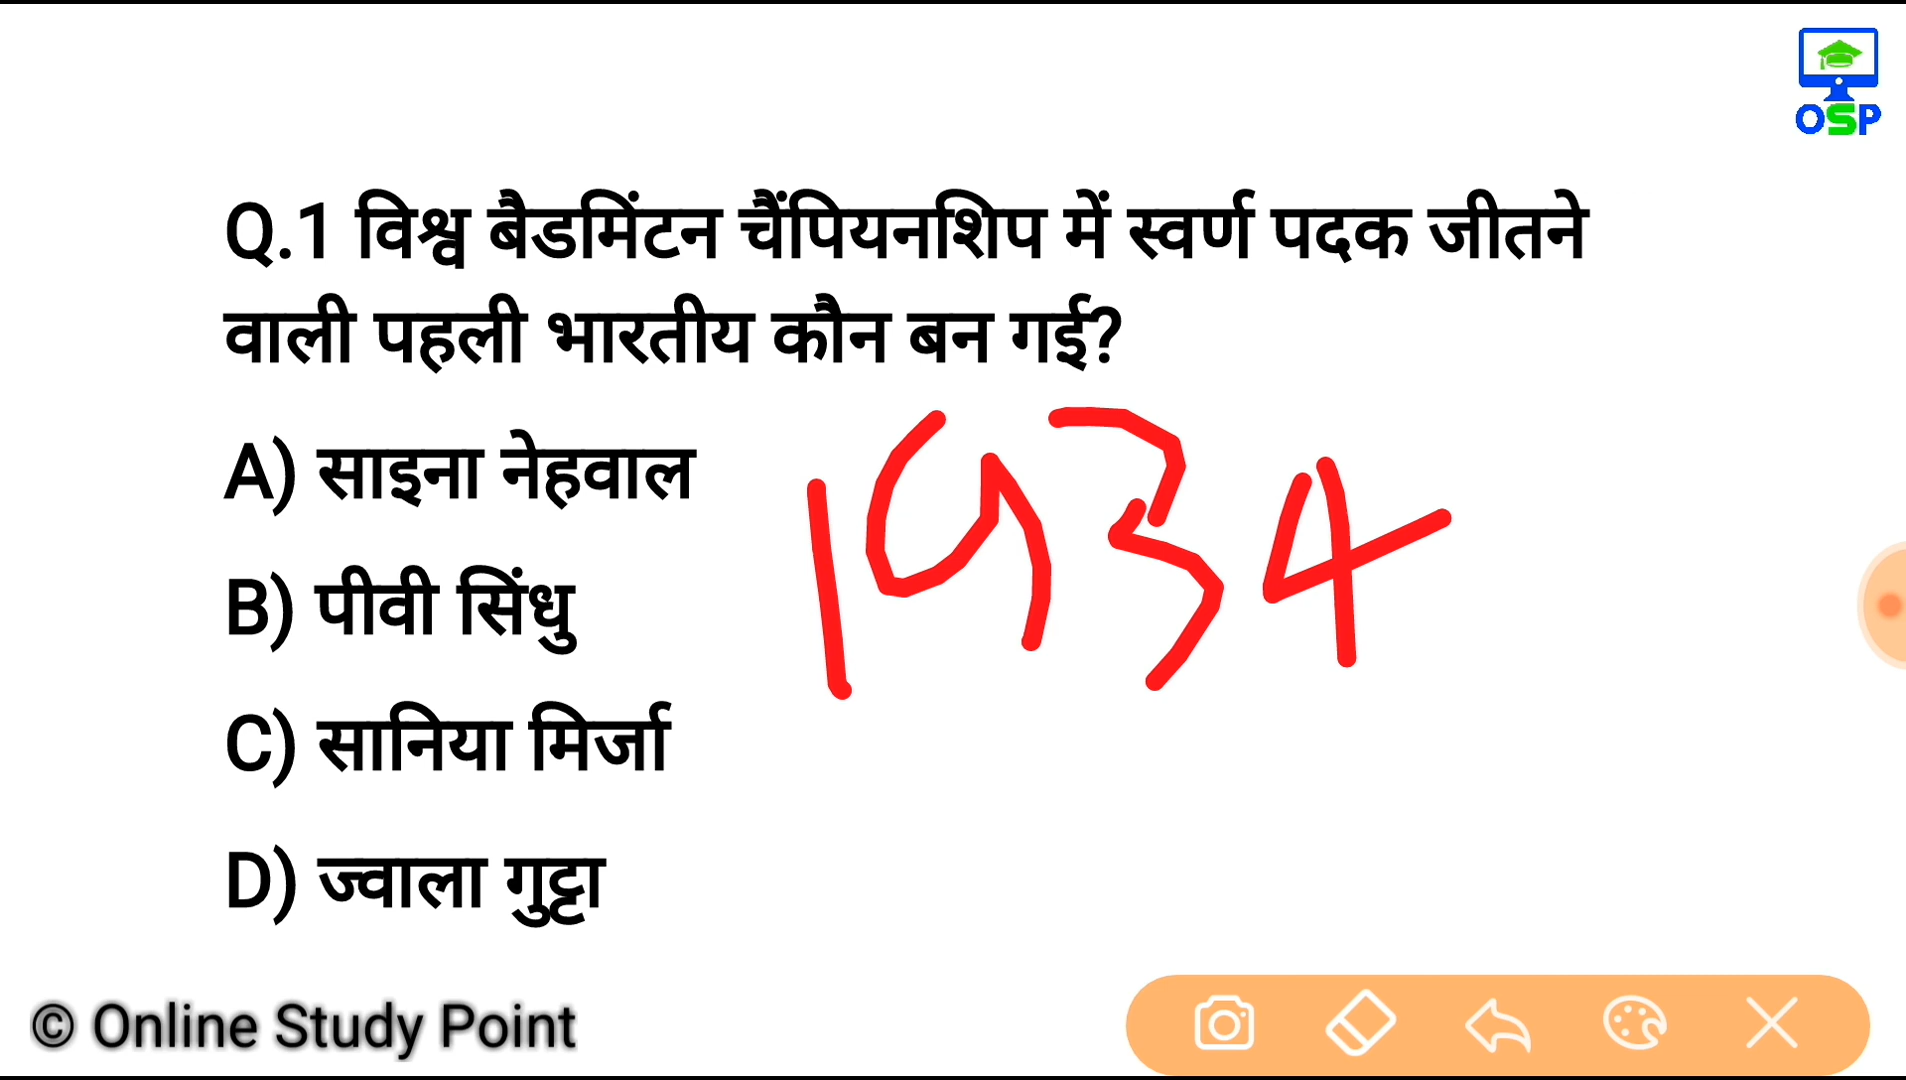 OSP
Q.1 विश्व बैडमिंटन चैंपियनशिप में स्वर्ण पदक जीतने
वाली पहली भारतीय कौन बन गई?
A) साइना नेहवाल
1934
B) पीवी सिंधु
C) सानिया मिर्जा
D) ज्वाला गुट्टा
© Online Study Point